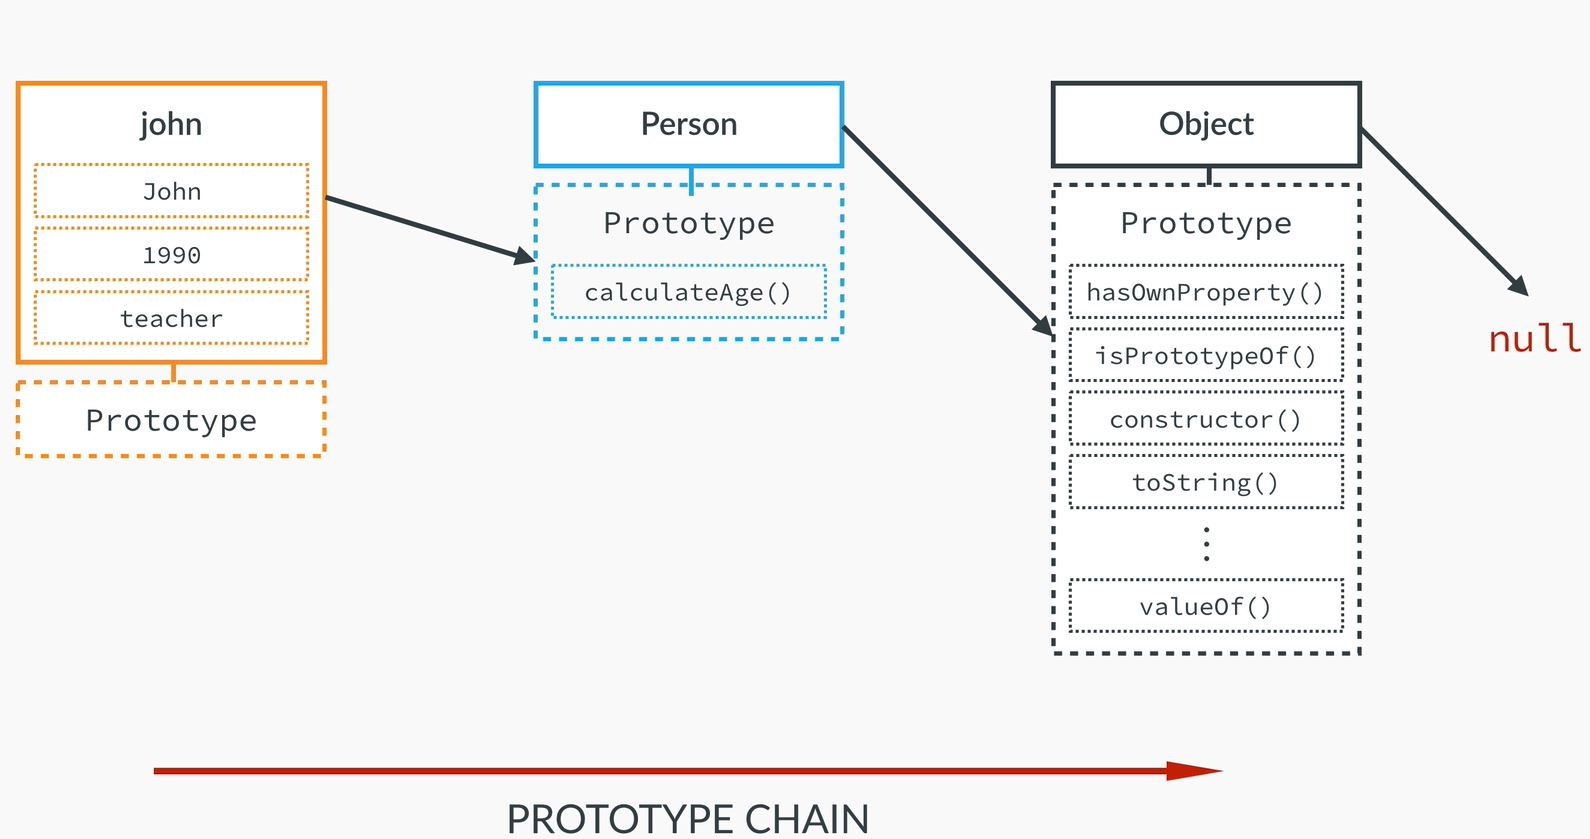 john
John
1990
teacher
Prototype
Person
Prototype
calculateAge()
Object
Prototype
hasOwnProperty()
isPrototypeOf()
constructor()
toString()
⋮
valueOf()
null
PROTOTYPE CHAIN